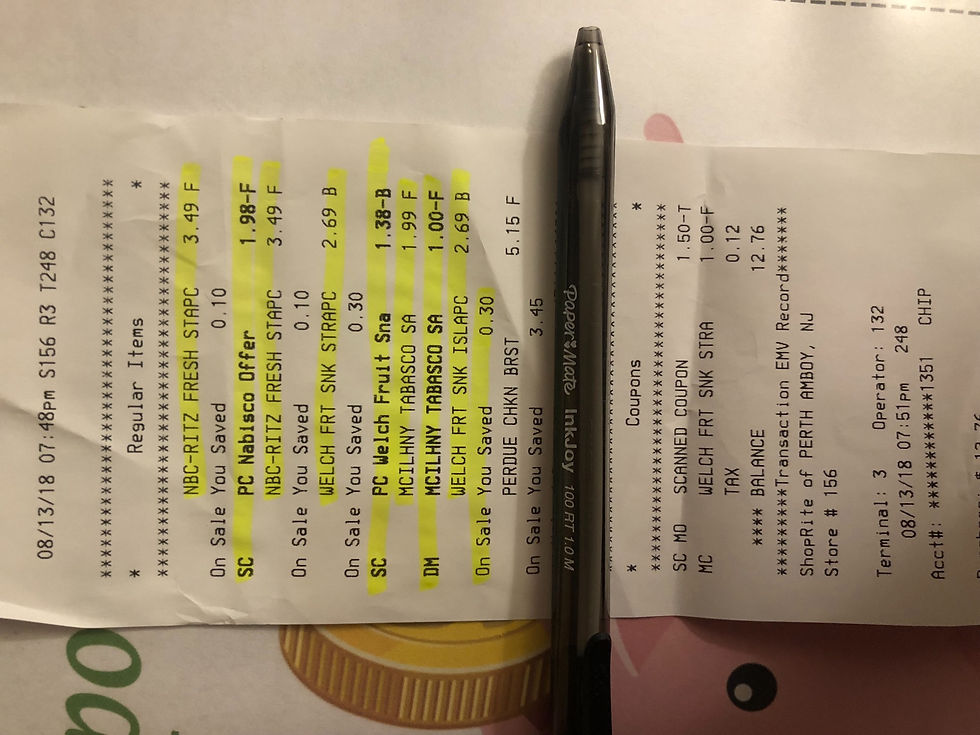 08/13/18 07:48pm S156 R3 T248 C132
**********************************
* Regular Items *
**********************************
NBC-RITZ FRESH STAPC 3.49 F
On Sale You Saved 0.10
SC PC Nabisco Offer 1.98-F
NBC-RITZ FRESH STAPC 3.49 F
On Sale You Saved 0.10
WELCH FRT SNK STRAPC 2.69 B
On Sale You Saved 0.30
SC PC Welch Fruit Sna 1.38-B
MCILHNY TABASCO SA 1.99 F
DM MCILHNY TABASCO SA 1.00-F
WELCH FRT SNK ISLAPC 2.69 B
On Sale You Saved 0.30
PERDUE CHKN BRST 5.15 F
On Sale You Saved 3.45
Paper Mate InkJoy 100 RT 1.0 M
* Coupons *
**********************************
SC MD SCANNED COUPON 1.50-T
MC WELCH FRT SNK STRA 1.00-F
TAX 0.12
**** BALANCE 12.76
*******Transaction EMV Record*******
ShopRite of PERTH AMBOY, NJ
Store # 156
Terminal: 3 Operator: 132
08/13/18 07:51pm 248
Acct#: ************1351 CHIP